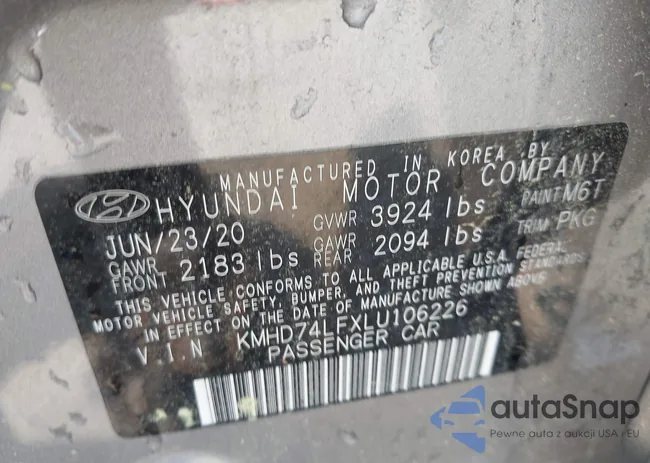 MANUFACTURED IN KOREA BY
HYUNDAI MOTOR COMPANY
JUN/23/20 GVWR 3924 lbs PAINT M6T
GAWR FRONT 2183 lbs GAWR REAR 2094 lbs TRIM PKG
THIS VEHICLE CONFORMS TO ALL APPLICABLE U.S.A. FEDERAL
MOTOR VEHICLE SAFETY, BUMPER, AND THEFT PREVENTION STANDARDS
IN EFFECT ON THE DATE OF MANUFACTURE SHOWN ABOVE
V.I.N KMHD74LFXLU106226
PASSENGER CAR
autaSnap
Pewne auta z aukcji USA i EU